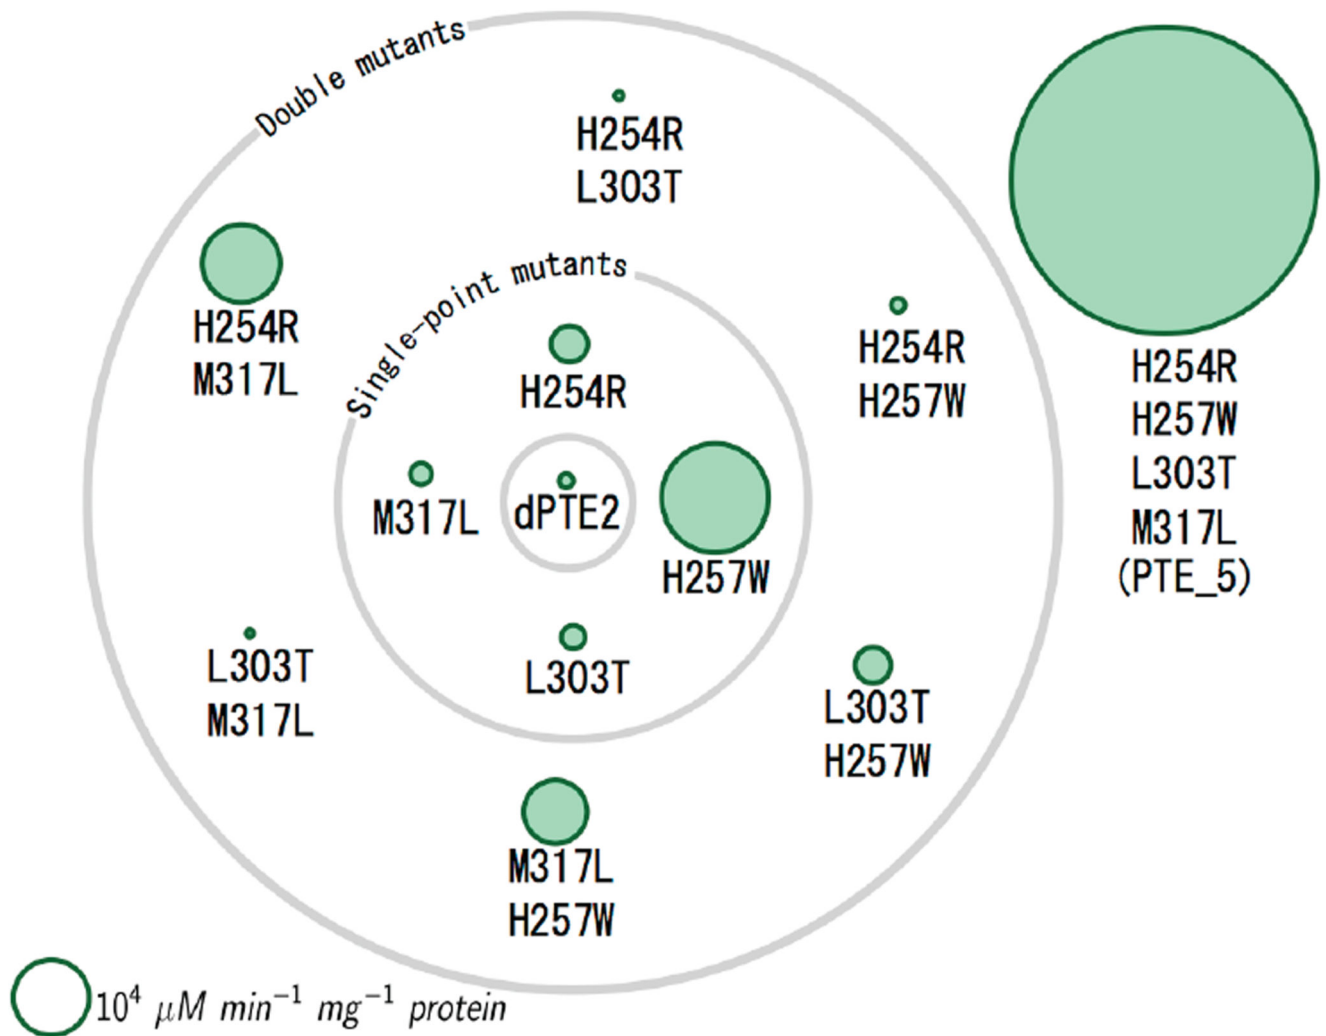 Double mutants
H254R
L303T
H254R
M317L
Single-point mutants
H254R
H254R
H257W
M317L
dPTE2
H257W
L303T
L303T
M317L
L303T
H257W
M317L
H257W
H254R
H257W
L303T
M317L
(PTE_5)
10⁴ μM min⁻¹ mg⁻¹ protein